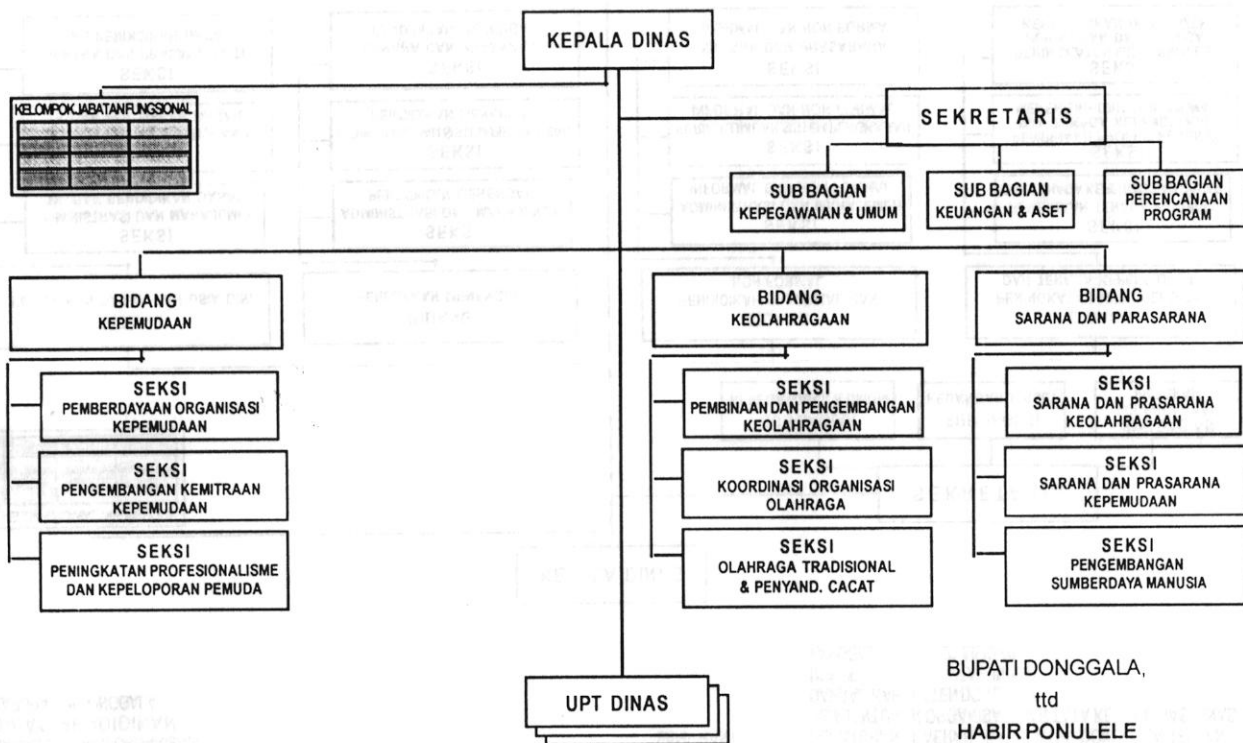 KEPALA DINAS
KELOMPOK JABATAN FUNGSIONAL
SEKRETARIS
SUB BAGIAN
KEPEGAWAIAN & UMUM
SUB BAGIAN
KEUANGAN & ASET
SUB BAGIAN
PERENCANAAN
PROGRAM
BIDANG
KEPEMUDAAN
BIDANG
KEOLAHRAGAAN
BIDANG
SARANA DAN PARASARANA
SEKSI
PEMBERDAYAAN ORGANISASI
KEPEMUDAAN
SEKSI
PENGEMBANGAN KEMITRAAN
KEPEMUDAAN
SEKSI
PENINGKATAN PROFESIONALISME
DAN KEPELOPORAN PEMUDA
SEKSI
PEMBINAAN DAN PENGEMBANGAN
KEOLAHRAGAAN
SEKSI
KOORDINASI ORGANISASI
OLAHRAGA
SEKSI
OLAHRAGA TRADISIONAL
& PENYAND. CACAT
SEKSI
SARANA DAN PRASARANA
KEOLAHRAGAAN
SEKSI
SARANA DAN PRASARANA
KEPEMUDAAN
SEKSI
PENGEMBANGAN
SUMBERDAYA MANUSIA
UPT DINAS
BUPATI DONGGALA,
ttd
HABIR PONULELE